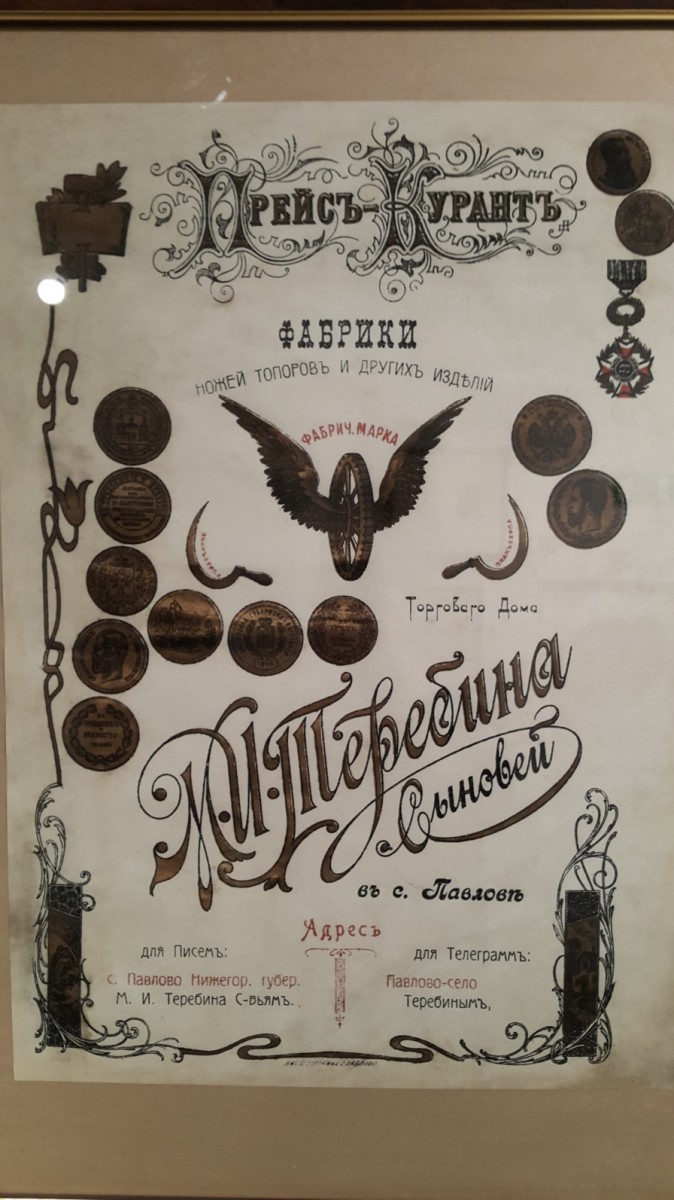 Прейсъ-Курантъ
ФАБРИКИ
НОЖЕЙ ТОПОРОВЪ И ДРУГИХЪ ИЗДѢЛІЙ
ФАБРИЧ. МАРКА
Торговаго Дома
М. И. Теребина
Сыновей
въ с. Павловѣ
Адресъ
для Писемъ:
с. Павлово Нижегор. губер.
М. И. Теребина С-вьямъ.
для Телеграммъ:
Павлово-село
Теребинымъ,